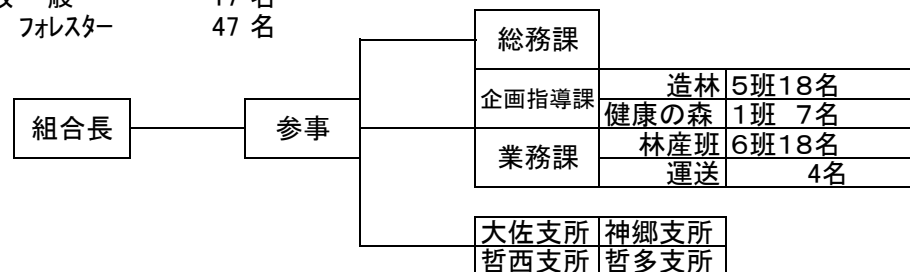 般 17 名
フォレスター 47 名
総務課
企画指導課 造林 5班18名
健康の森 1班 7名
組合長 参事
業務課 林産班 6班18名
運送 4名
大佐支所 神郷支所
哲西支所 哲多支所